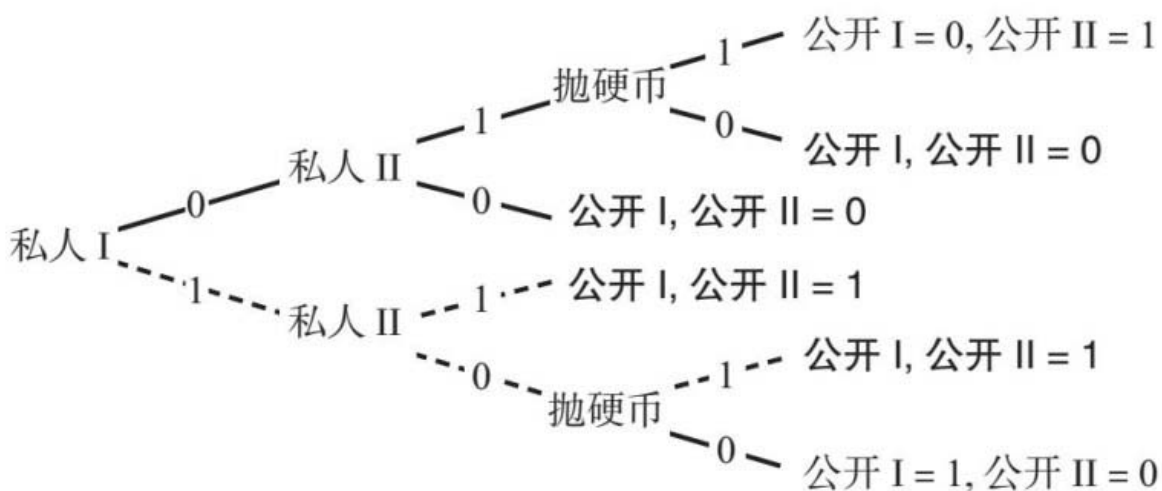 公开 I = 0, 公开 II = 1
1
抛硬币
0
1
公开 I, 公开 II = 0
私人 II
0
0
公开 I, 公开 II = 0
私人 I
1
1
公开 I, 公开 II = 1
私人 II
公开 I, 公开 II = 1
0
1
抛硬币
0
公开 I = 1, 公开 II = 0